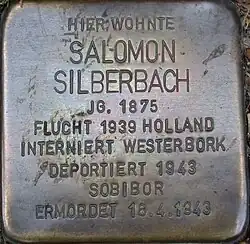 HIER WOHNTE
SALOMON
SILBERBACH
JG. 1875
FLUCHT 1939 HOLLAND
INTERNIERT WESTERBORK
DEPORTIERT 1943
SOBIBOR
ERMORDET 16.4.1943